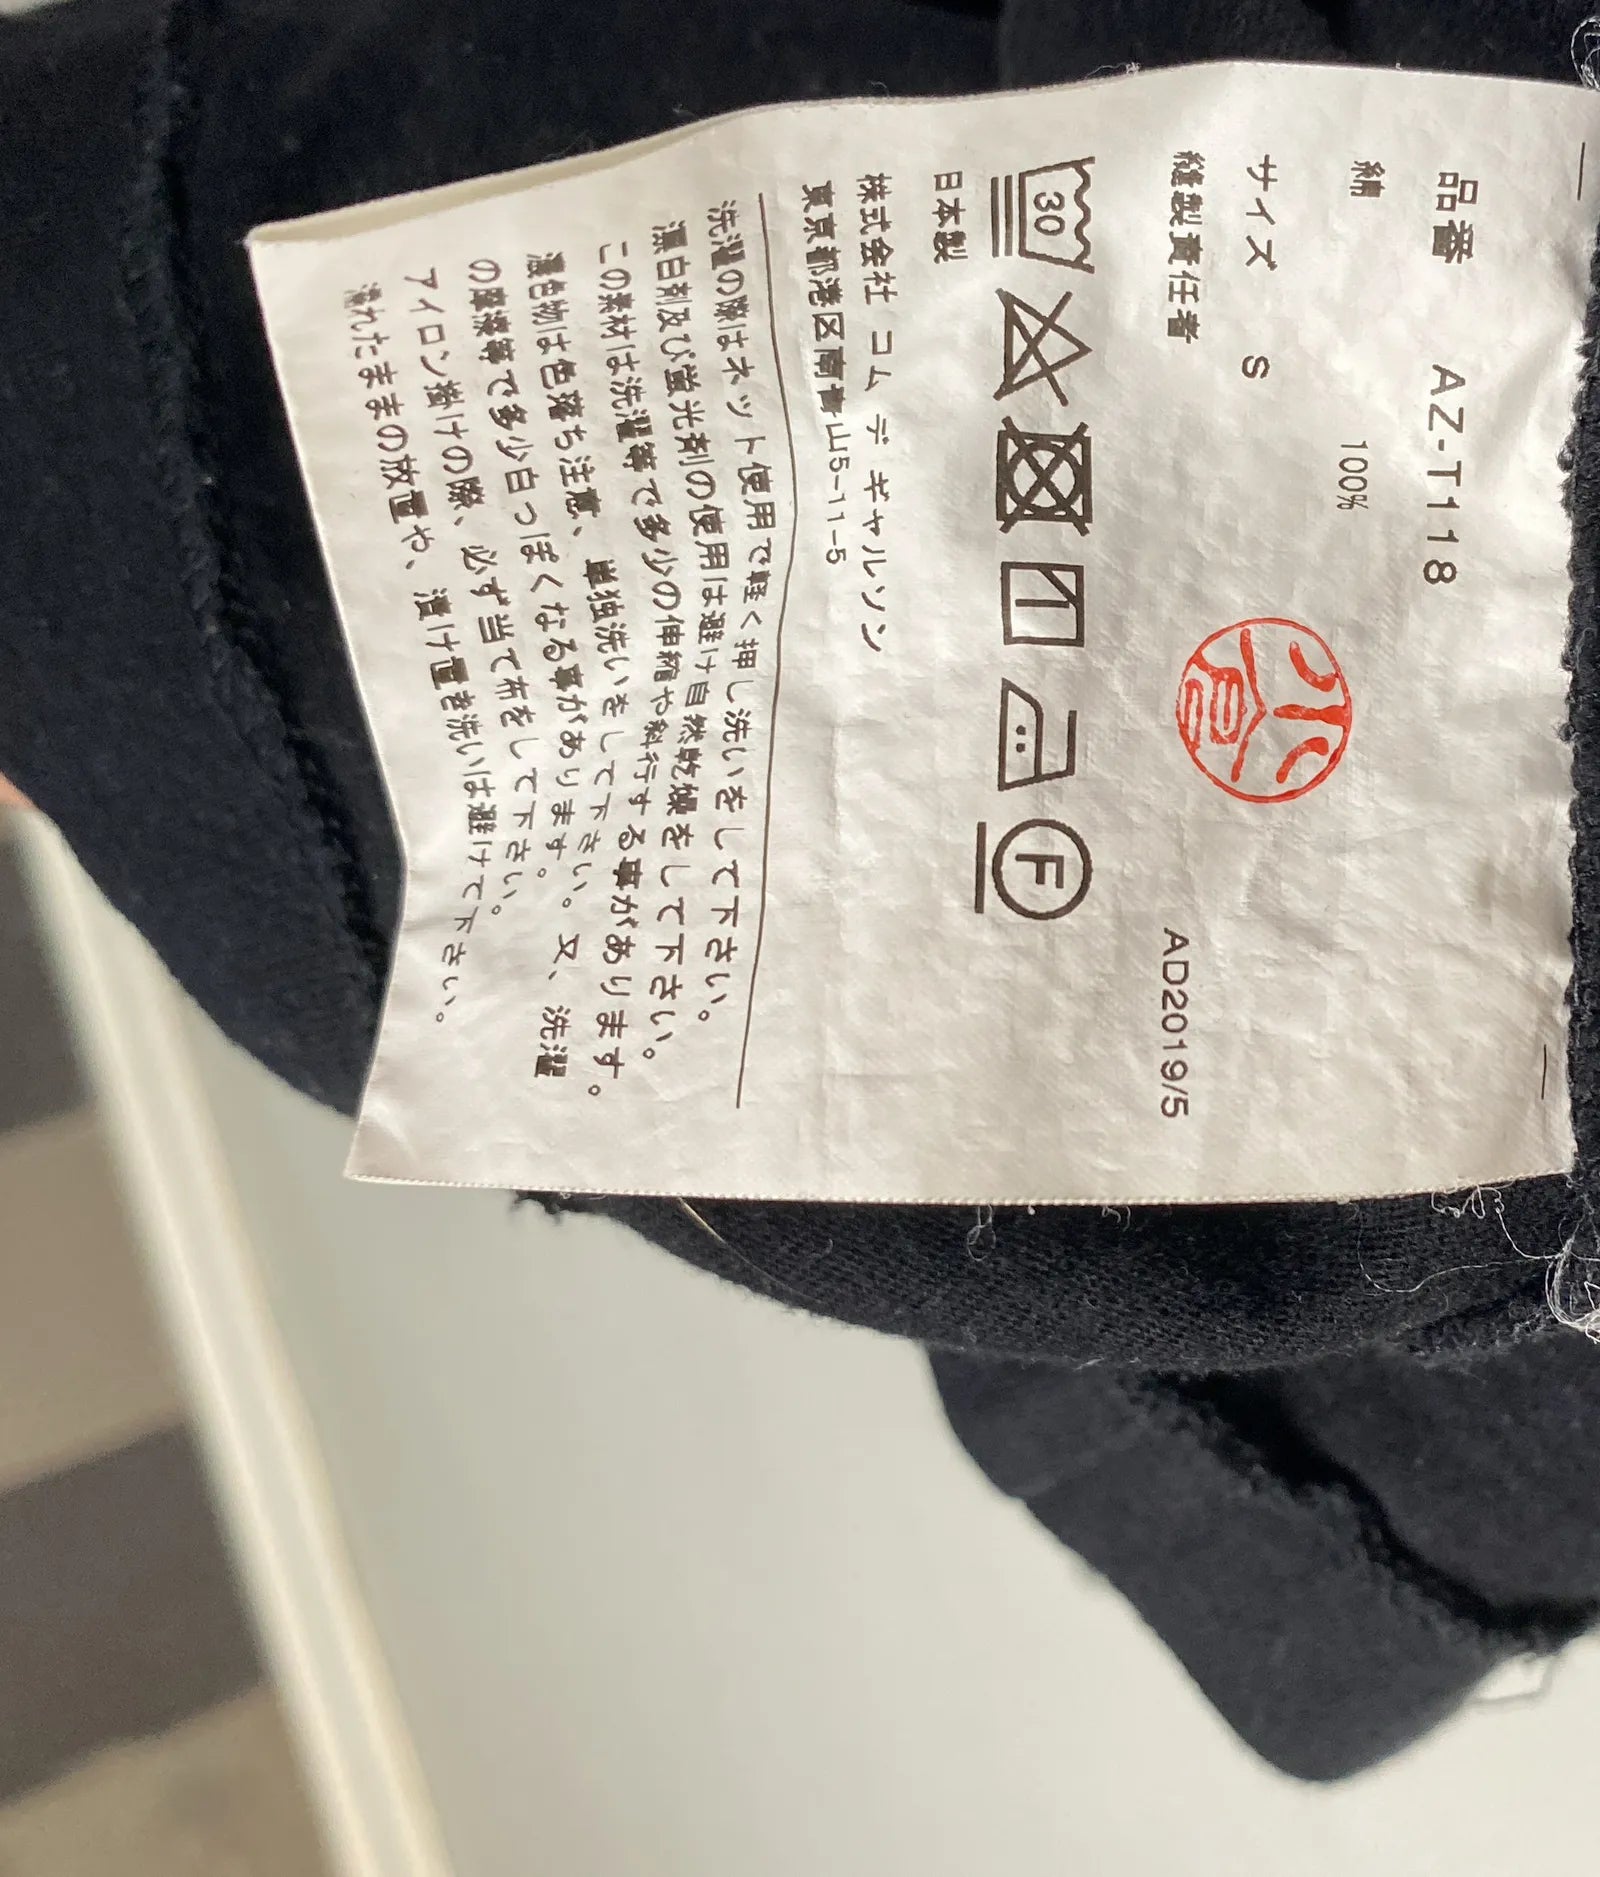 品番 AZ-T118
綿 100%
サイズ S
縫製責任者
AD2019/5
30
F
日本製
株式会社 コム デ ギャルソン
東京都港区南青山5-11-5
洗濯の際はネット使用で軽く押し洗いをして下さい。
漂白剤及び蛍光剤の使用は避け自然乾燥をして下さい。
この素材は洗濯等で多少の伸縮や斜行する事があります。
濃色物は色落ち注意、単独洗いをして下さい。又、洗濯
の摩擦等で多少白っぽくなる事があります。
アイロン掛けの際、必ず当て布をして下さい。
濡れたままの放置や、漬け置き洗いは避けて下さい。